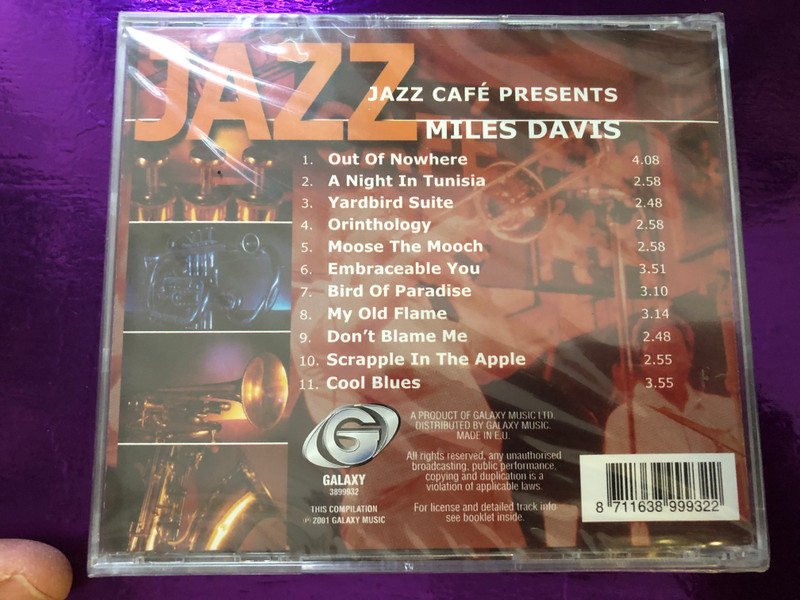 JAZZ
JAZZ CAFÉ PRESENTS
MILES DAVIS
1. Out Of Nowhere 4.08
2. A Night In Tunisia 2.58
3. Yardbird Suite 2.48
4. Orinthology 2.58
5. Moose The Mooch 2.58
6. Embraceable You 3.51
7. Bird Of Paradise 3.10
8. My Old Flame 3.14
9. Don't Blame Me 2.48
10. Scrapple In The Apple 2.55
11. Cool Blues 3.55
G
GALAXY
3899932
THIS COMPILATION
℗ 2001 GALAXY MUSIC
A PRODUCT OF GALAXY MUSIC LTD.
DISTRIBUTED BY GALAXY MUSIC.
MADE IN E.U.
All rights reserved, any unauthorised
broadcasting, public performance,
copying and duplication is a
violation of applicable laws.
For license and detailed track info
see booklet inside.
8 711638 999322